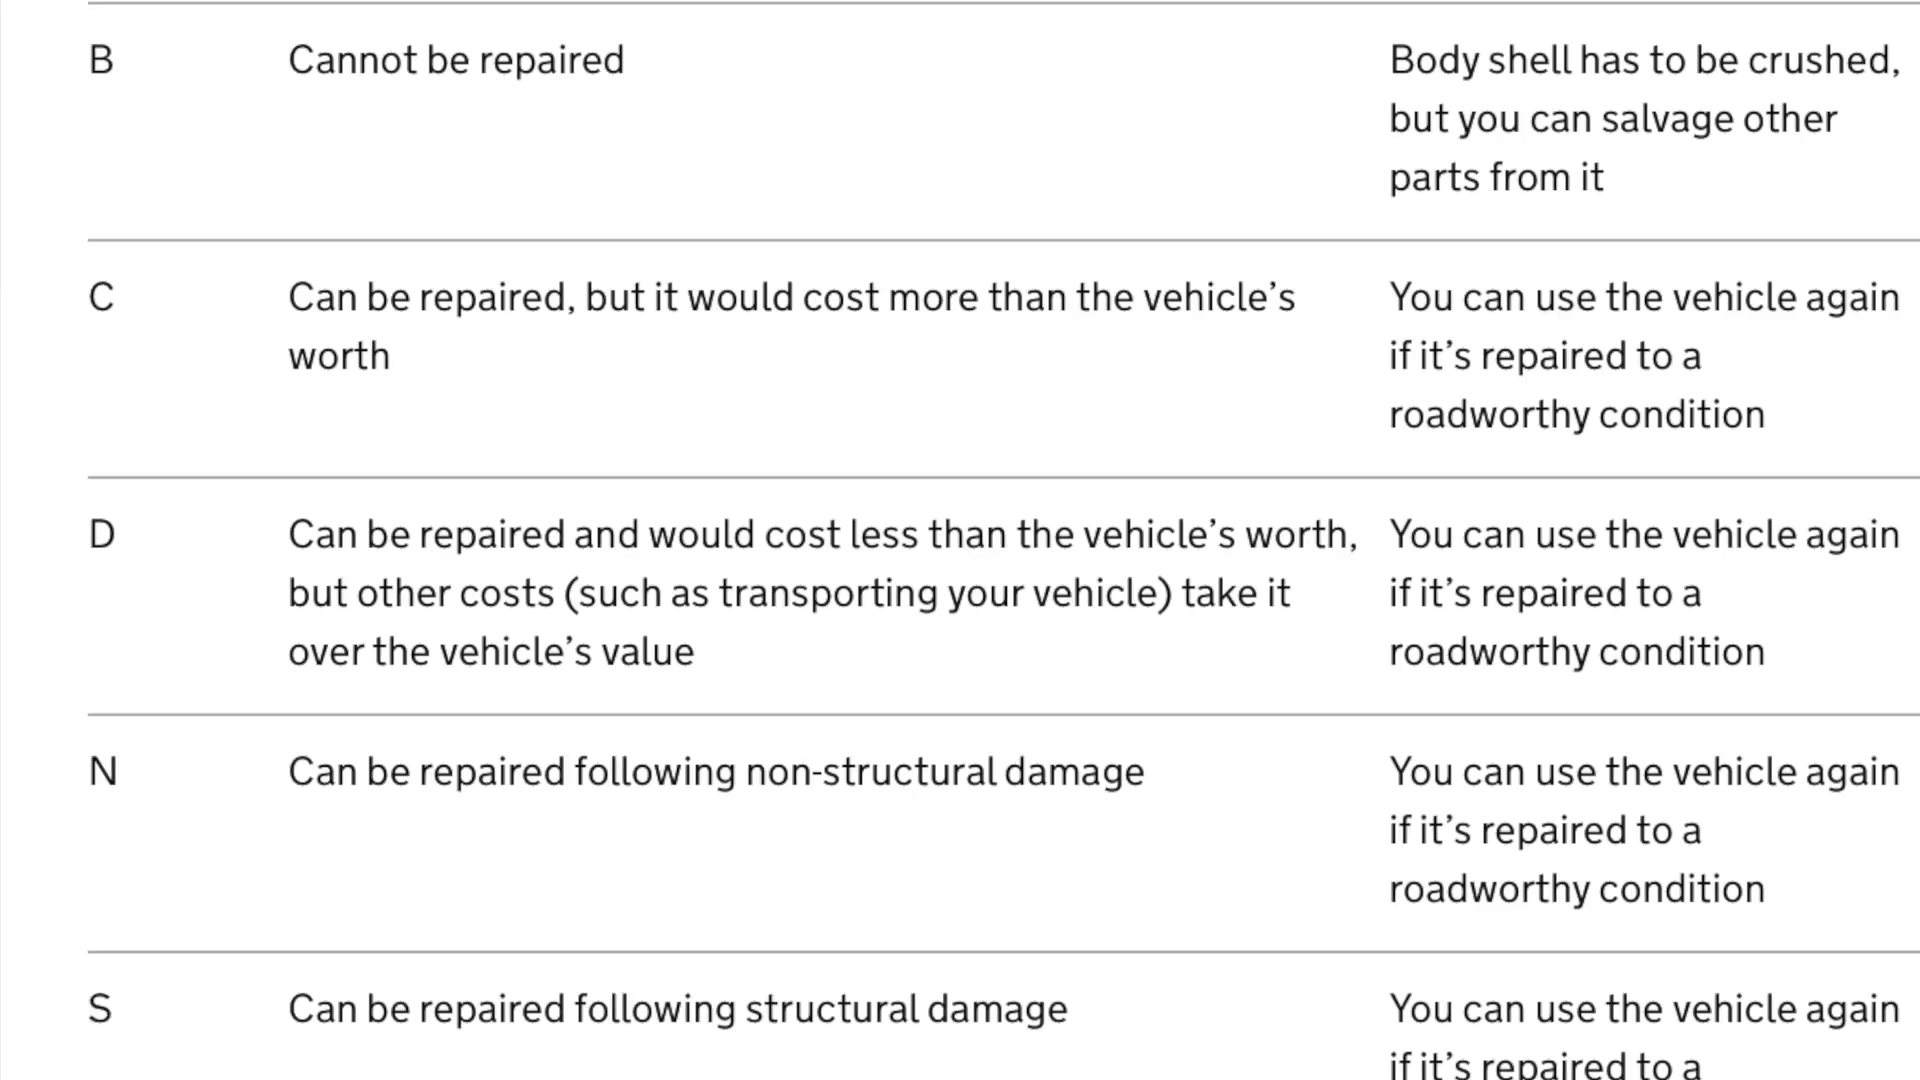 B
Cannot be repaired
Body shell has to be crushed,
but you can salvage other
parts from it
C
Can be repaired, but it would cost more than the vehicle’s
worth
You can use the vehicle again
if it’s repaired to a
roadworthy condition
D
Can be repaired and would cost less than the vehicle’s worth,
but other costs (such as transporting your vehicle) take it
over the vehicle’s value
You can use the vehicle again
if it’s repaired to a
roadworthy condition
N
Can be repaired following non-structural damage
You can use the vehicle again
if it’s repaired to a
roadworthy condition
S
Can be repaired following structural damage
You can use the vehicle again
if it’s repaired to a